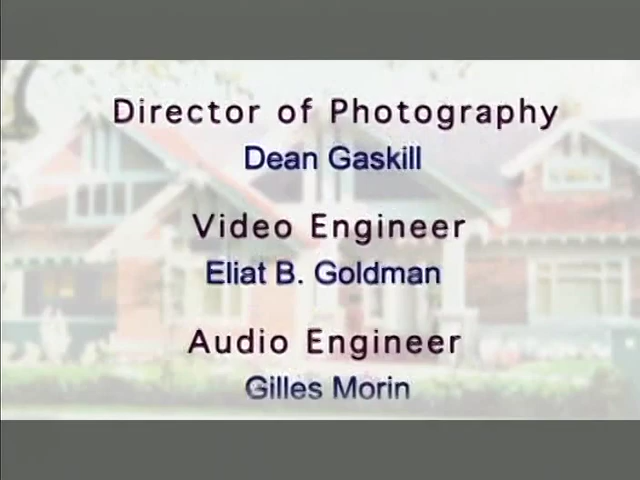 Director of Photography
Dean Gaskill
Video Engineer
Eliat B. Goldman
Audio Engineer
Gilles Morin